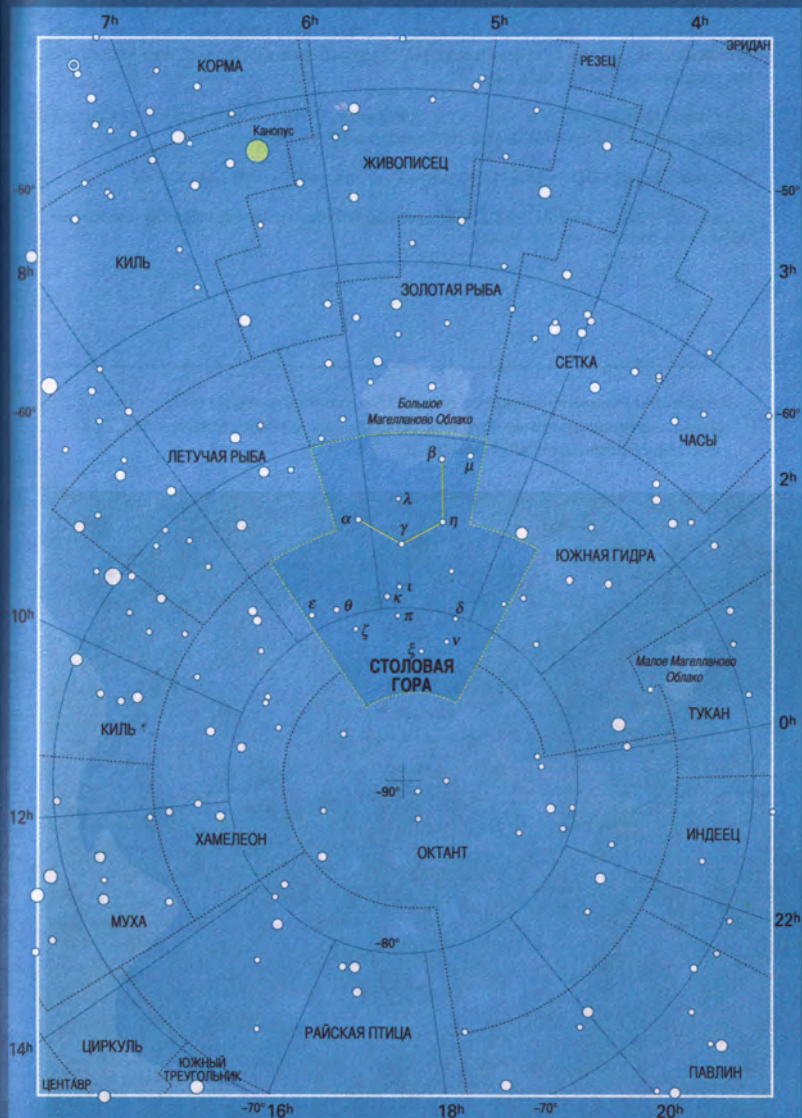 7h
6h
5h
4h
ЭРИДАН
КОРМА
РЕЗЕЦ
Канопус
ЖИВОПИСЕЦ
-50°
-50°
КИЛЬ
8h
3h
ЗОЛОТАЯ РЫБА
СЕТКА
-60°
-60°
Большое
Магелланово Облако
ЧАСЫ
ЛЕТУЧАЯ РЫБА
β
μ
2h
λ
α
γ
η
ЮЖНАЯ ГИДРА
ι
κ
ε
θ
π
δ
10h
ζ
ν
ξ
СТОЛОВАЯ
ГОРА
Малое Магелланово
Облако
ТУКАН
КИЛЬ
0h
-90°
12h
ХАМЕЛЕОН
ОКТАНТ
ИНДЕЕЦ
МУХА
22h
-80°
РАЙСКАЯ ПТИЦА
ЦИРКУЛЬ
14h
ЮЖНЫЙ
ТРЕУГОЛЬНИК
ПАВЛИН
ЦЕНТАВР
-70°
16h
18h
-70°
20h